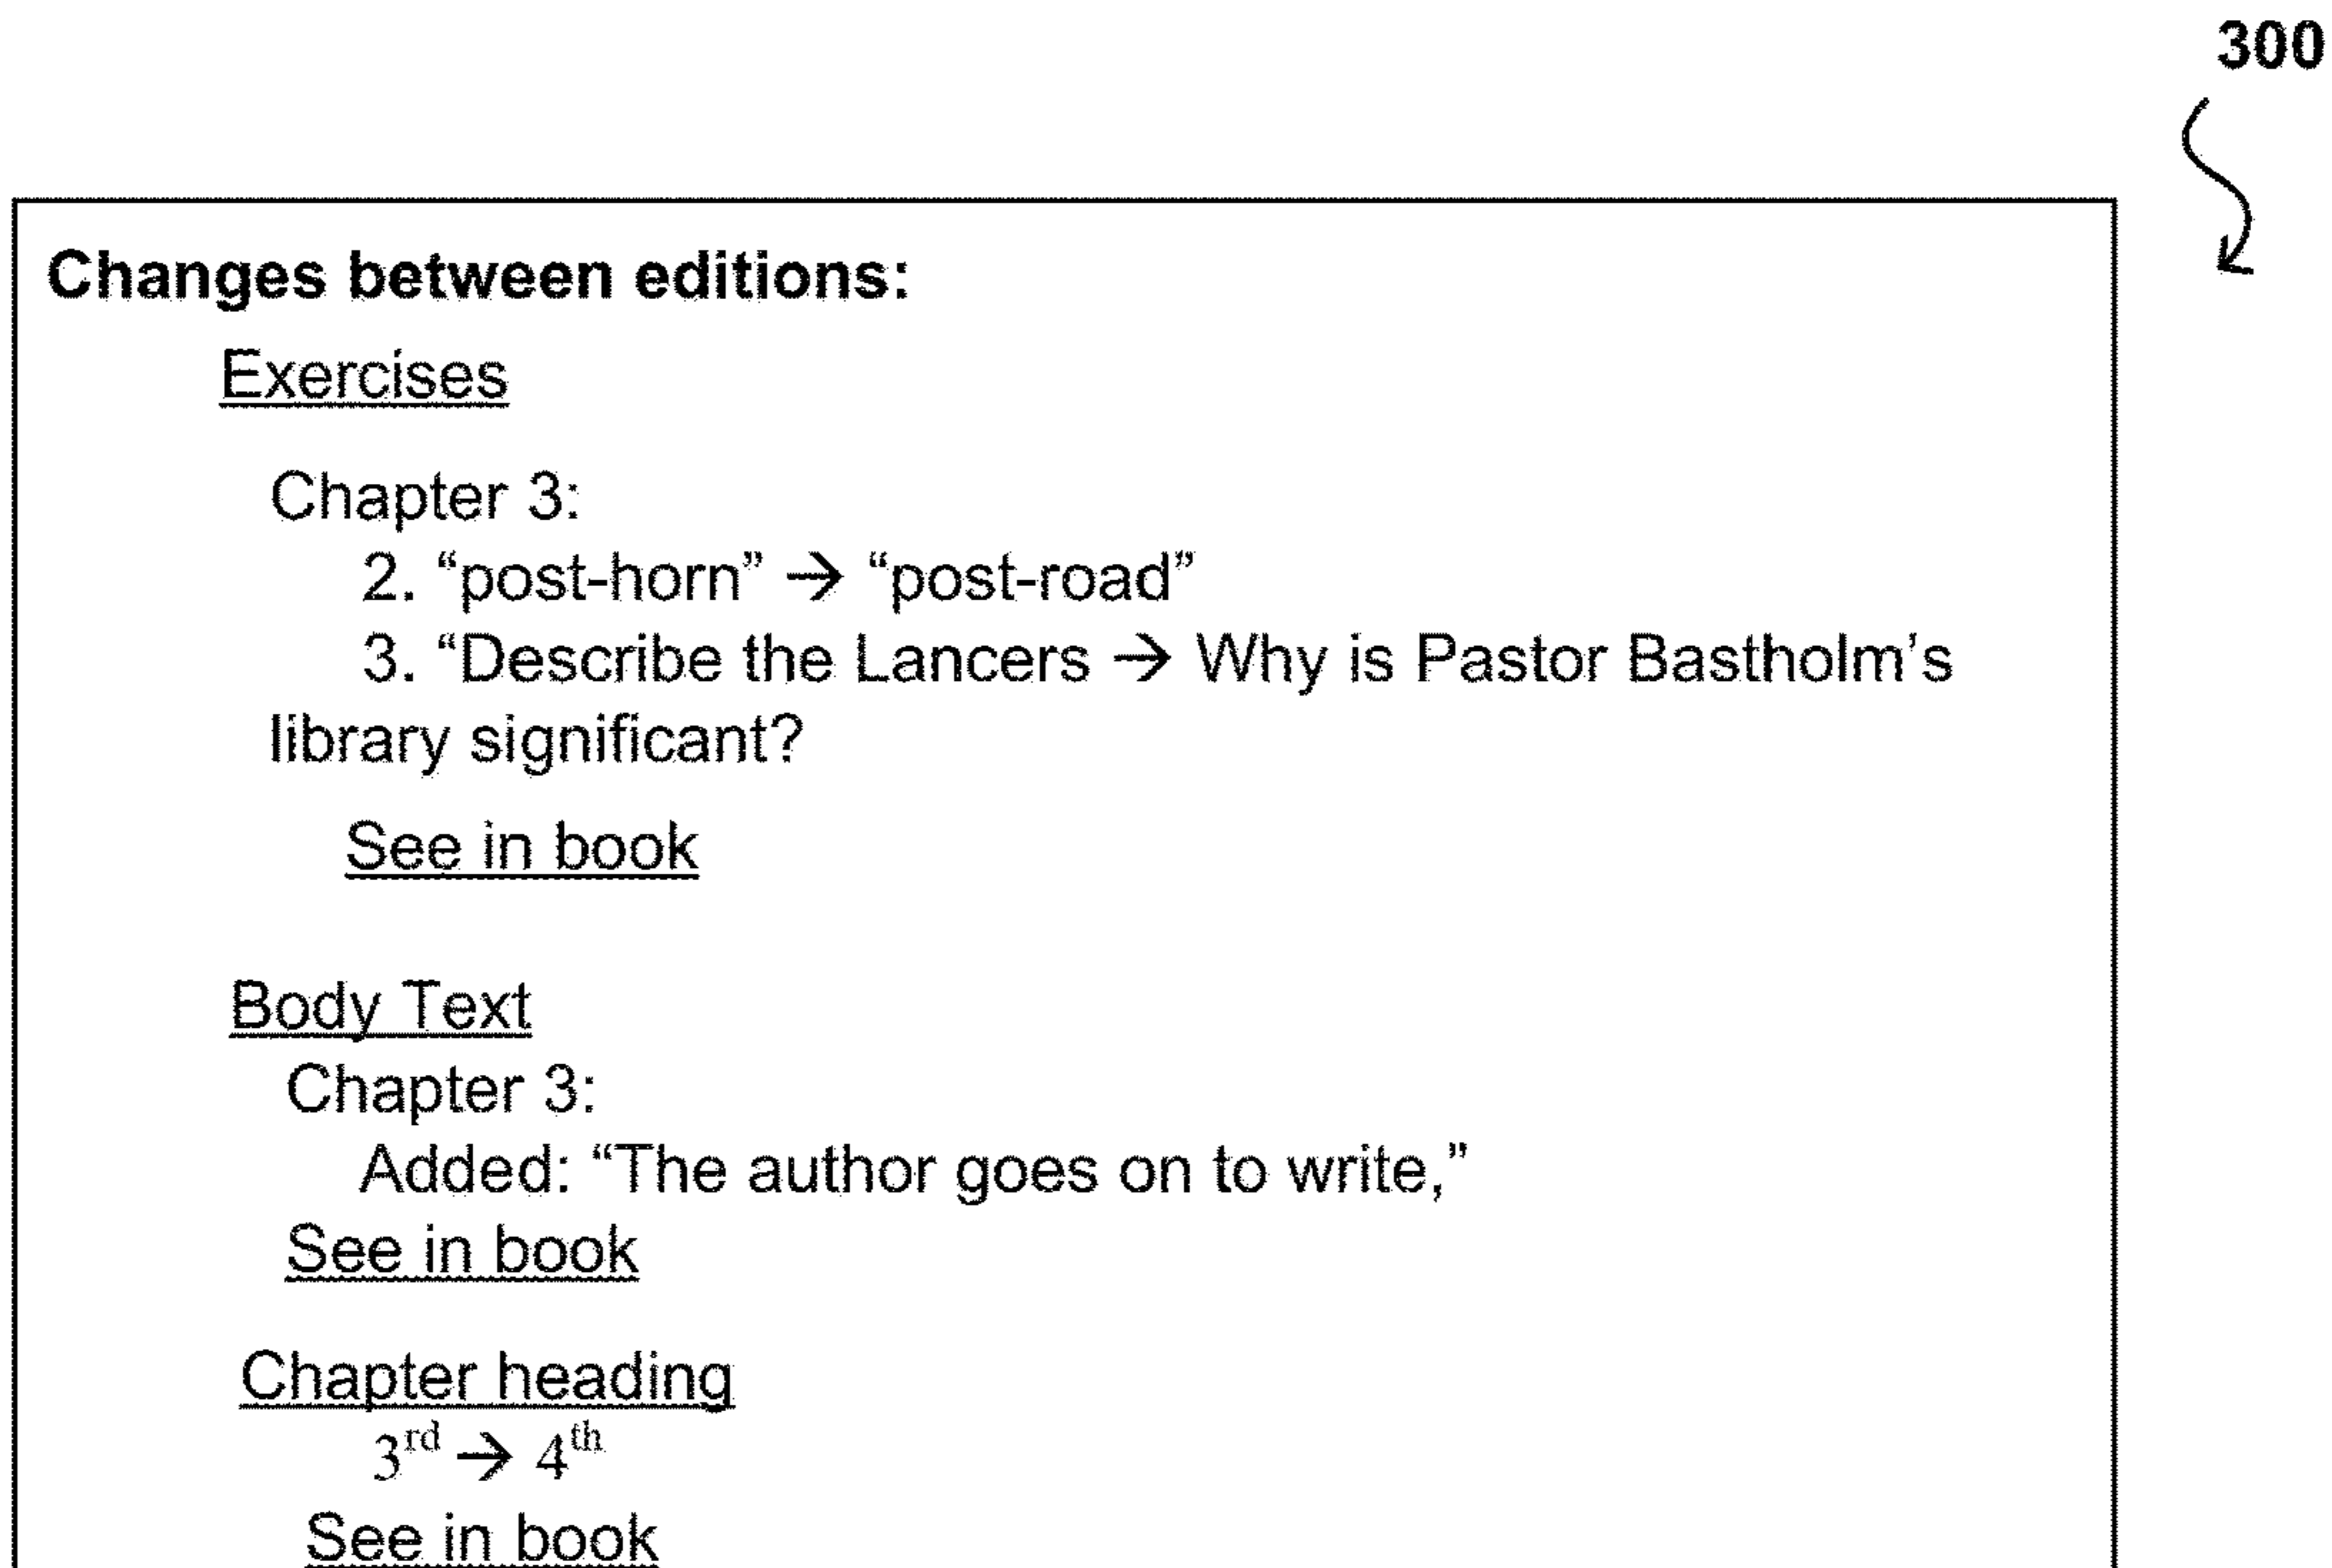 300
Changes between editions:
Exercises
Chapter 3:
2. “post-horn” → “post-road”
3. “Describe the Lancers → Why is Pastor Bastholm’s
library significant?
See in book
Body Text
Chapter 3:
Added: “The author goes on to write,”
See in book
Chapter heading
3rd → 4th
See in book